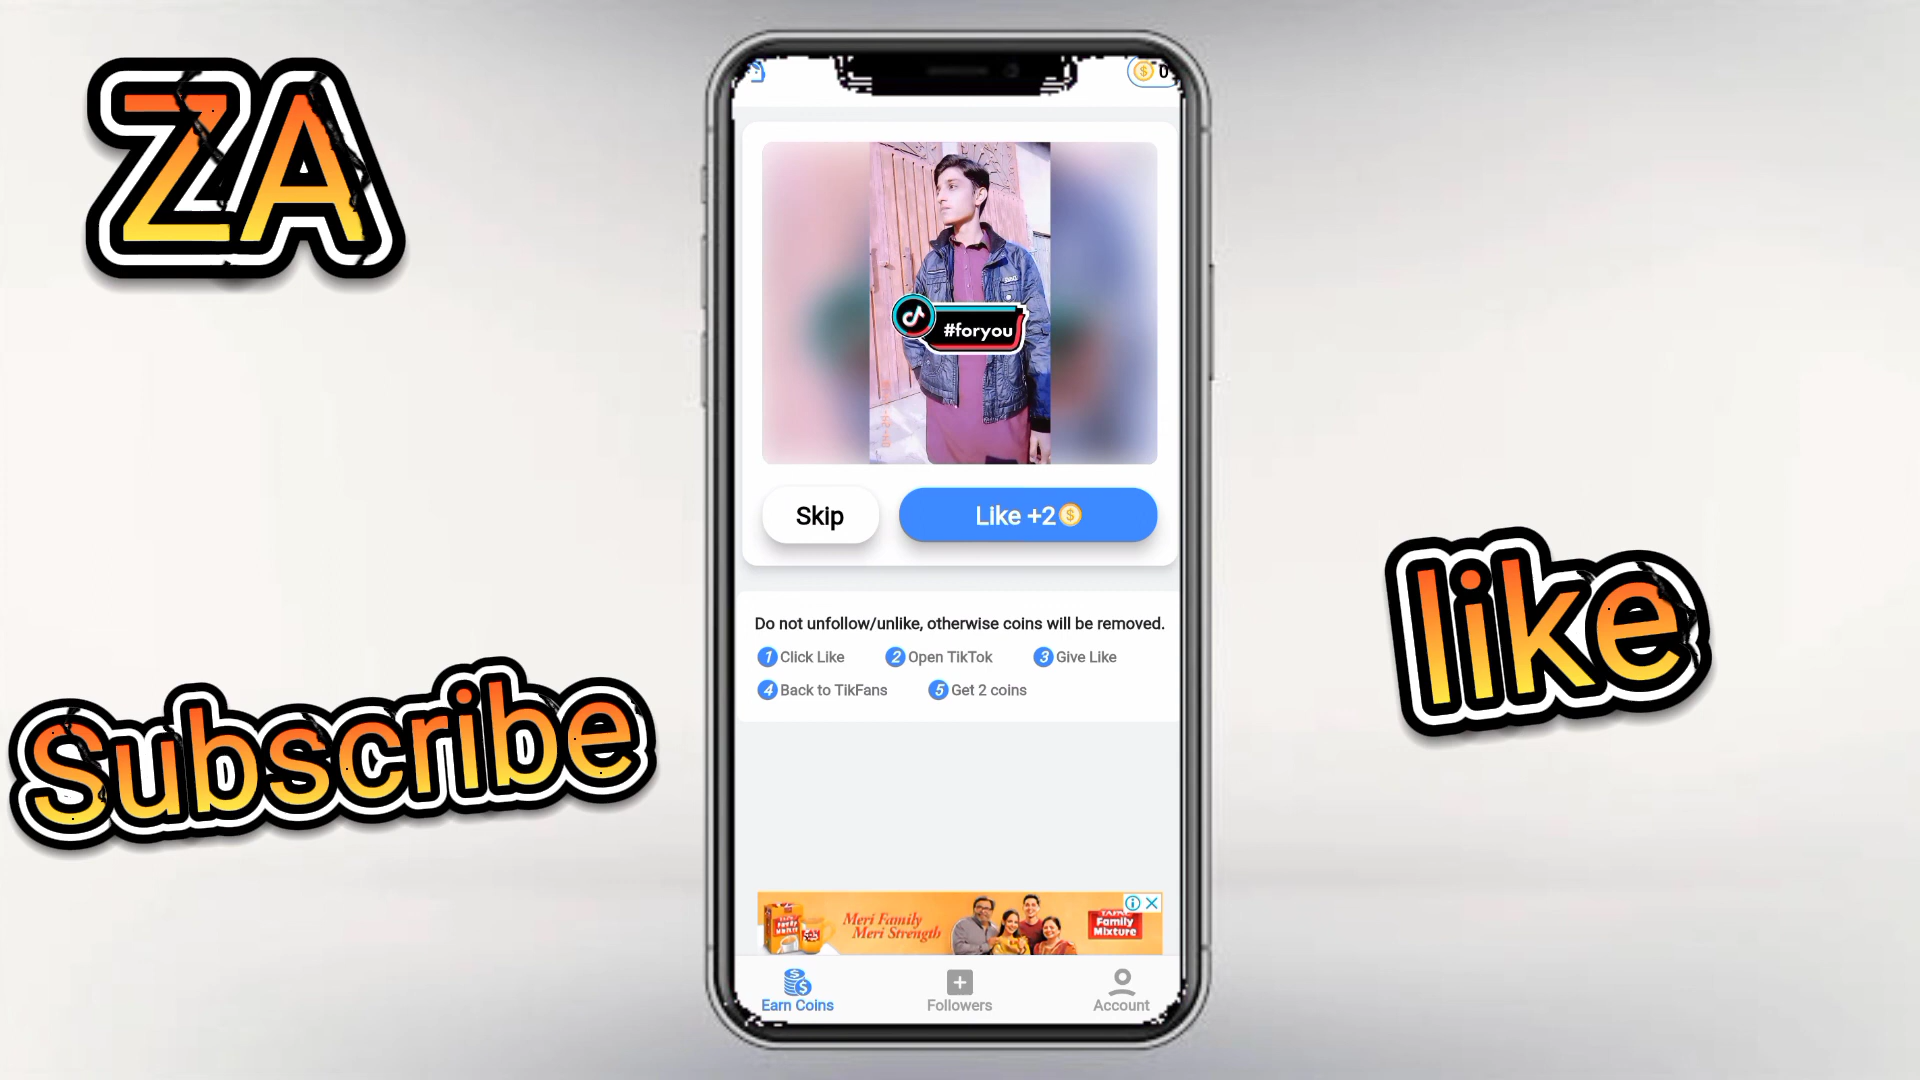 ZA
Subscribe
like
0
#foryou
Skip
Like +2
Do not unfollow/unlike, otherwise coins will be removed.
1 Click Like
2 Open TikTok
3 Give Like
4 Back to TikFans
5 Get 2 coins
Meri Family
Meri Strength
Family
Mixture
Earn Coins
Followers
Account